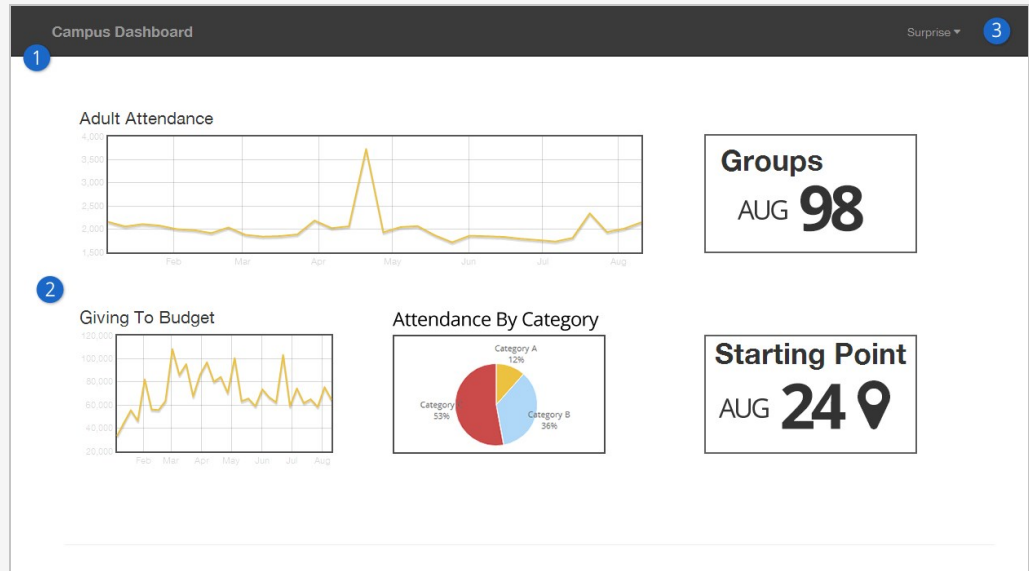 Campus Dashboard
Surprise
3
1
Adult Attendance
4,000
3,500
3,000
2,500
2,000
1,500
Feb Mar Apr May Jun Jul Aug
Groups
AUG 98
2
Giving To Budget
120,000
100,000
80,000
60,000
40,000
20,000
Feb Mar Apr May Jun Jul Aug
Attendance By Category
Category A
12%
Category B
36%
Category
53%
Starting Point
AUG 24